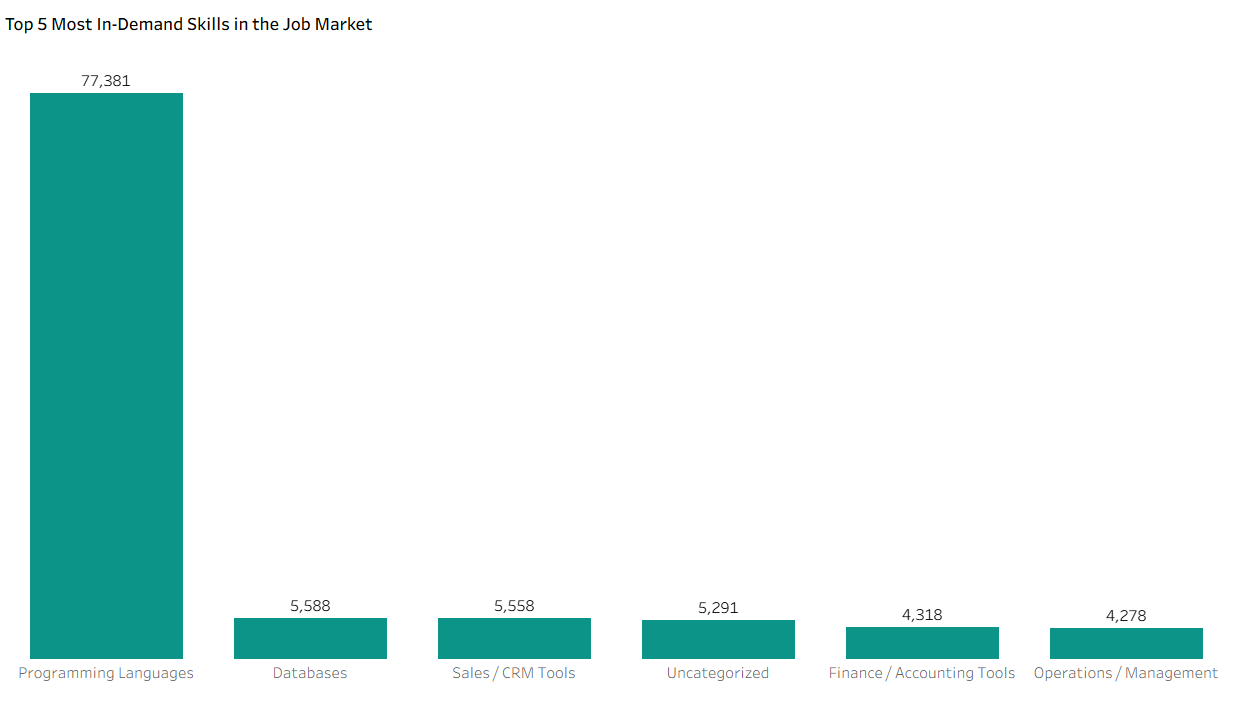 Top 5 Most In-Demand Skills in the Job Market
77,381
5,588
5,558
5,291
4,318
4,278
Programming Languages
Databases
Sales / CRM Tools
Uncategorized
Finance / Accounting Tools
Operations / Management